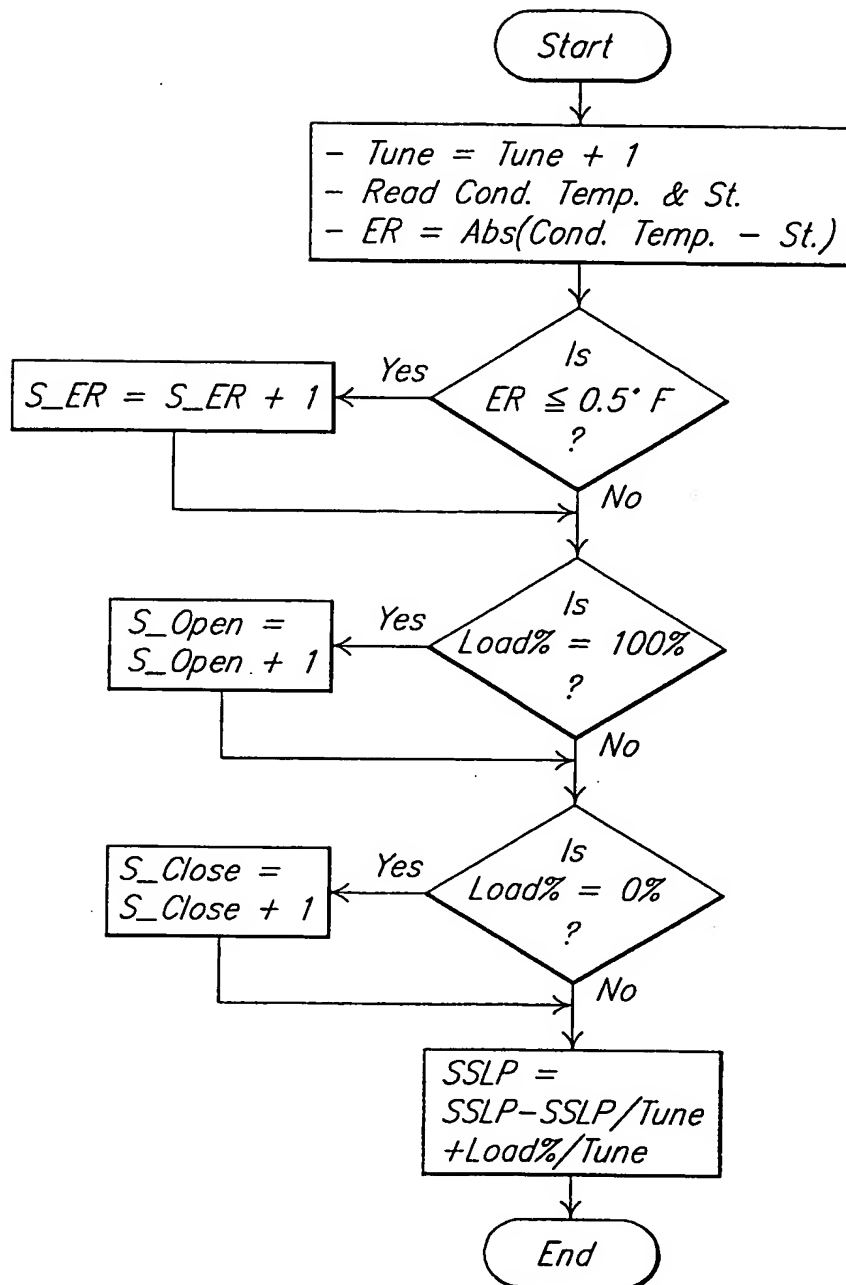 Start
- Tune = Tune + 1
- Read Cond. Temp. & St.
- ER = Abs(Cond. Temp. - St.)
Is
ER ≦ 0.5° F
?
Yes
S_ER = S_ER + 1
No
Is
Load% = 100%
?
Yes
S_Open =
S_Open + 1
No
Is
Load% = 0%
?
Yes
S_Close =
S_Close + 1
No
SSLP =
SSLP-SSLP/Tune
+Load%/Tune
End